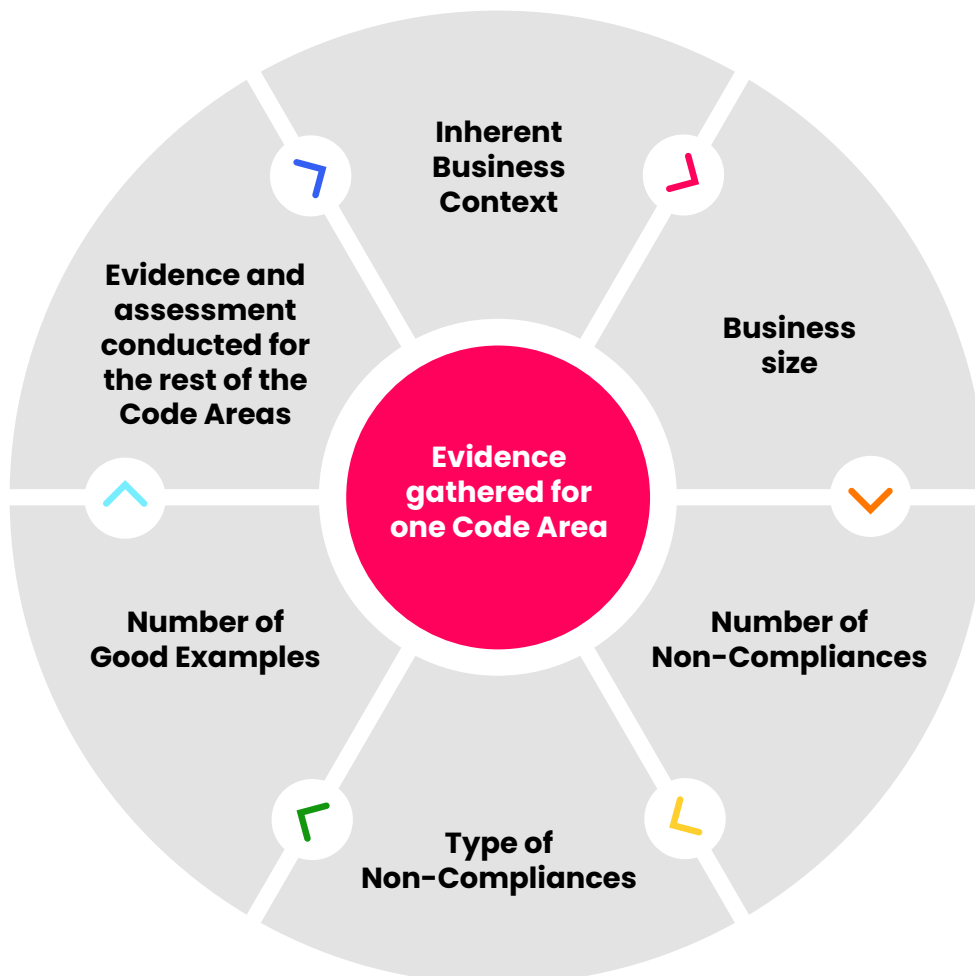 Inherent
Business
Context
Business
size
Number of
Non-Compliances
Type of
Non-Compliances
Number of
Good Examples
Evidence and
assessment
conducted for
the rest of the
Code Areas
Evidence
gathered for
one Code Area